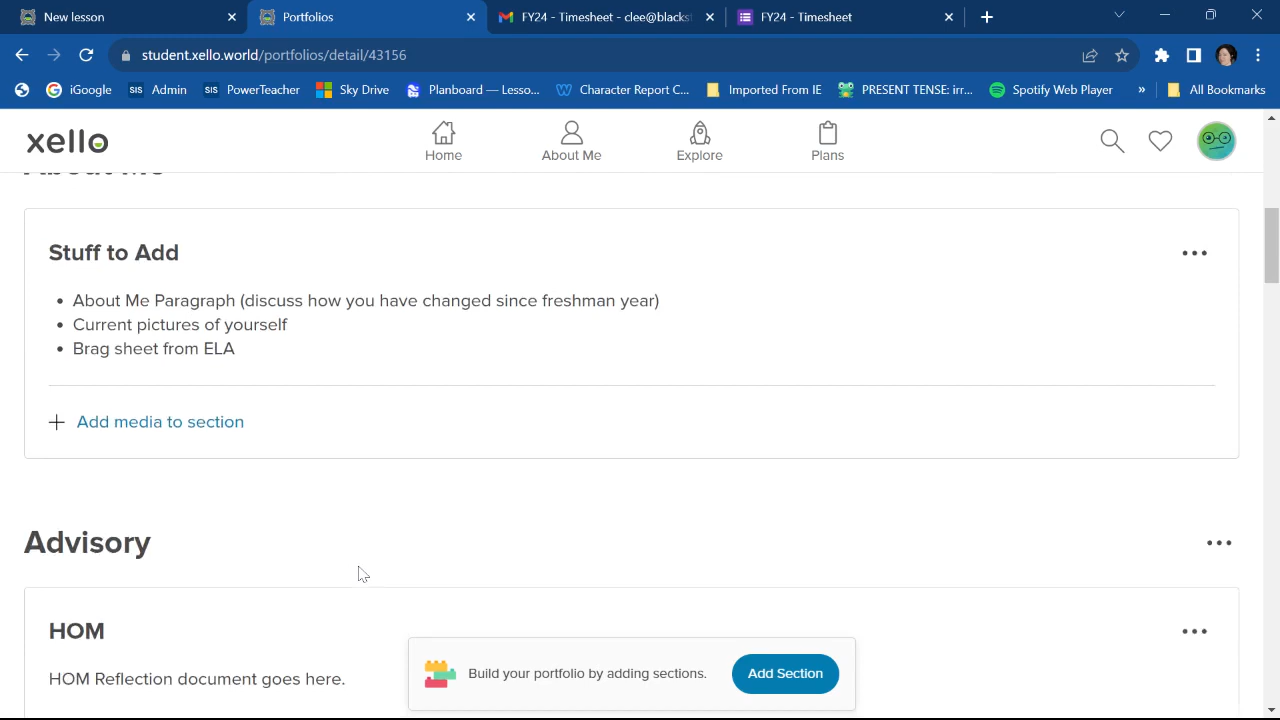 New lesson
Portfolios
FY24 - Timesheet - clee@blackst
FY24 - Timesheet
student.xello.world/portfolios/detail/43156
iGoogle
SIS Admin
SIS PowerTeacher
Sky Drive
Planboard — Lesso...
Character Report C...
Imported From IE
PRESENT TENSE: irr...
Spotify Web Player
»
All Bookmarks
xello
Home
About Me
Explore
Plans
About Me
Stuff to Add
• About Me Paragraph (discuss how you have changed since freshman year)
• Current pictures of yourself
• Brag sheet from ELA
+ Add media to section
Advisory
HOM
HOM Reflection document goes here.
Build your portfolio by adding sections.
Add Section